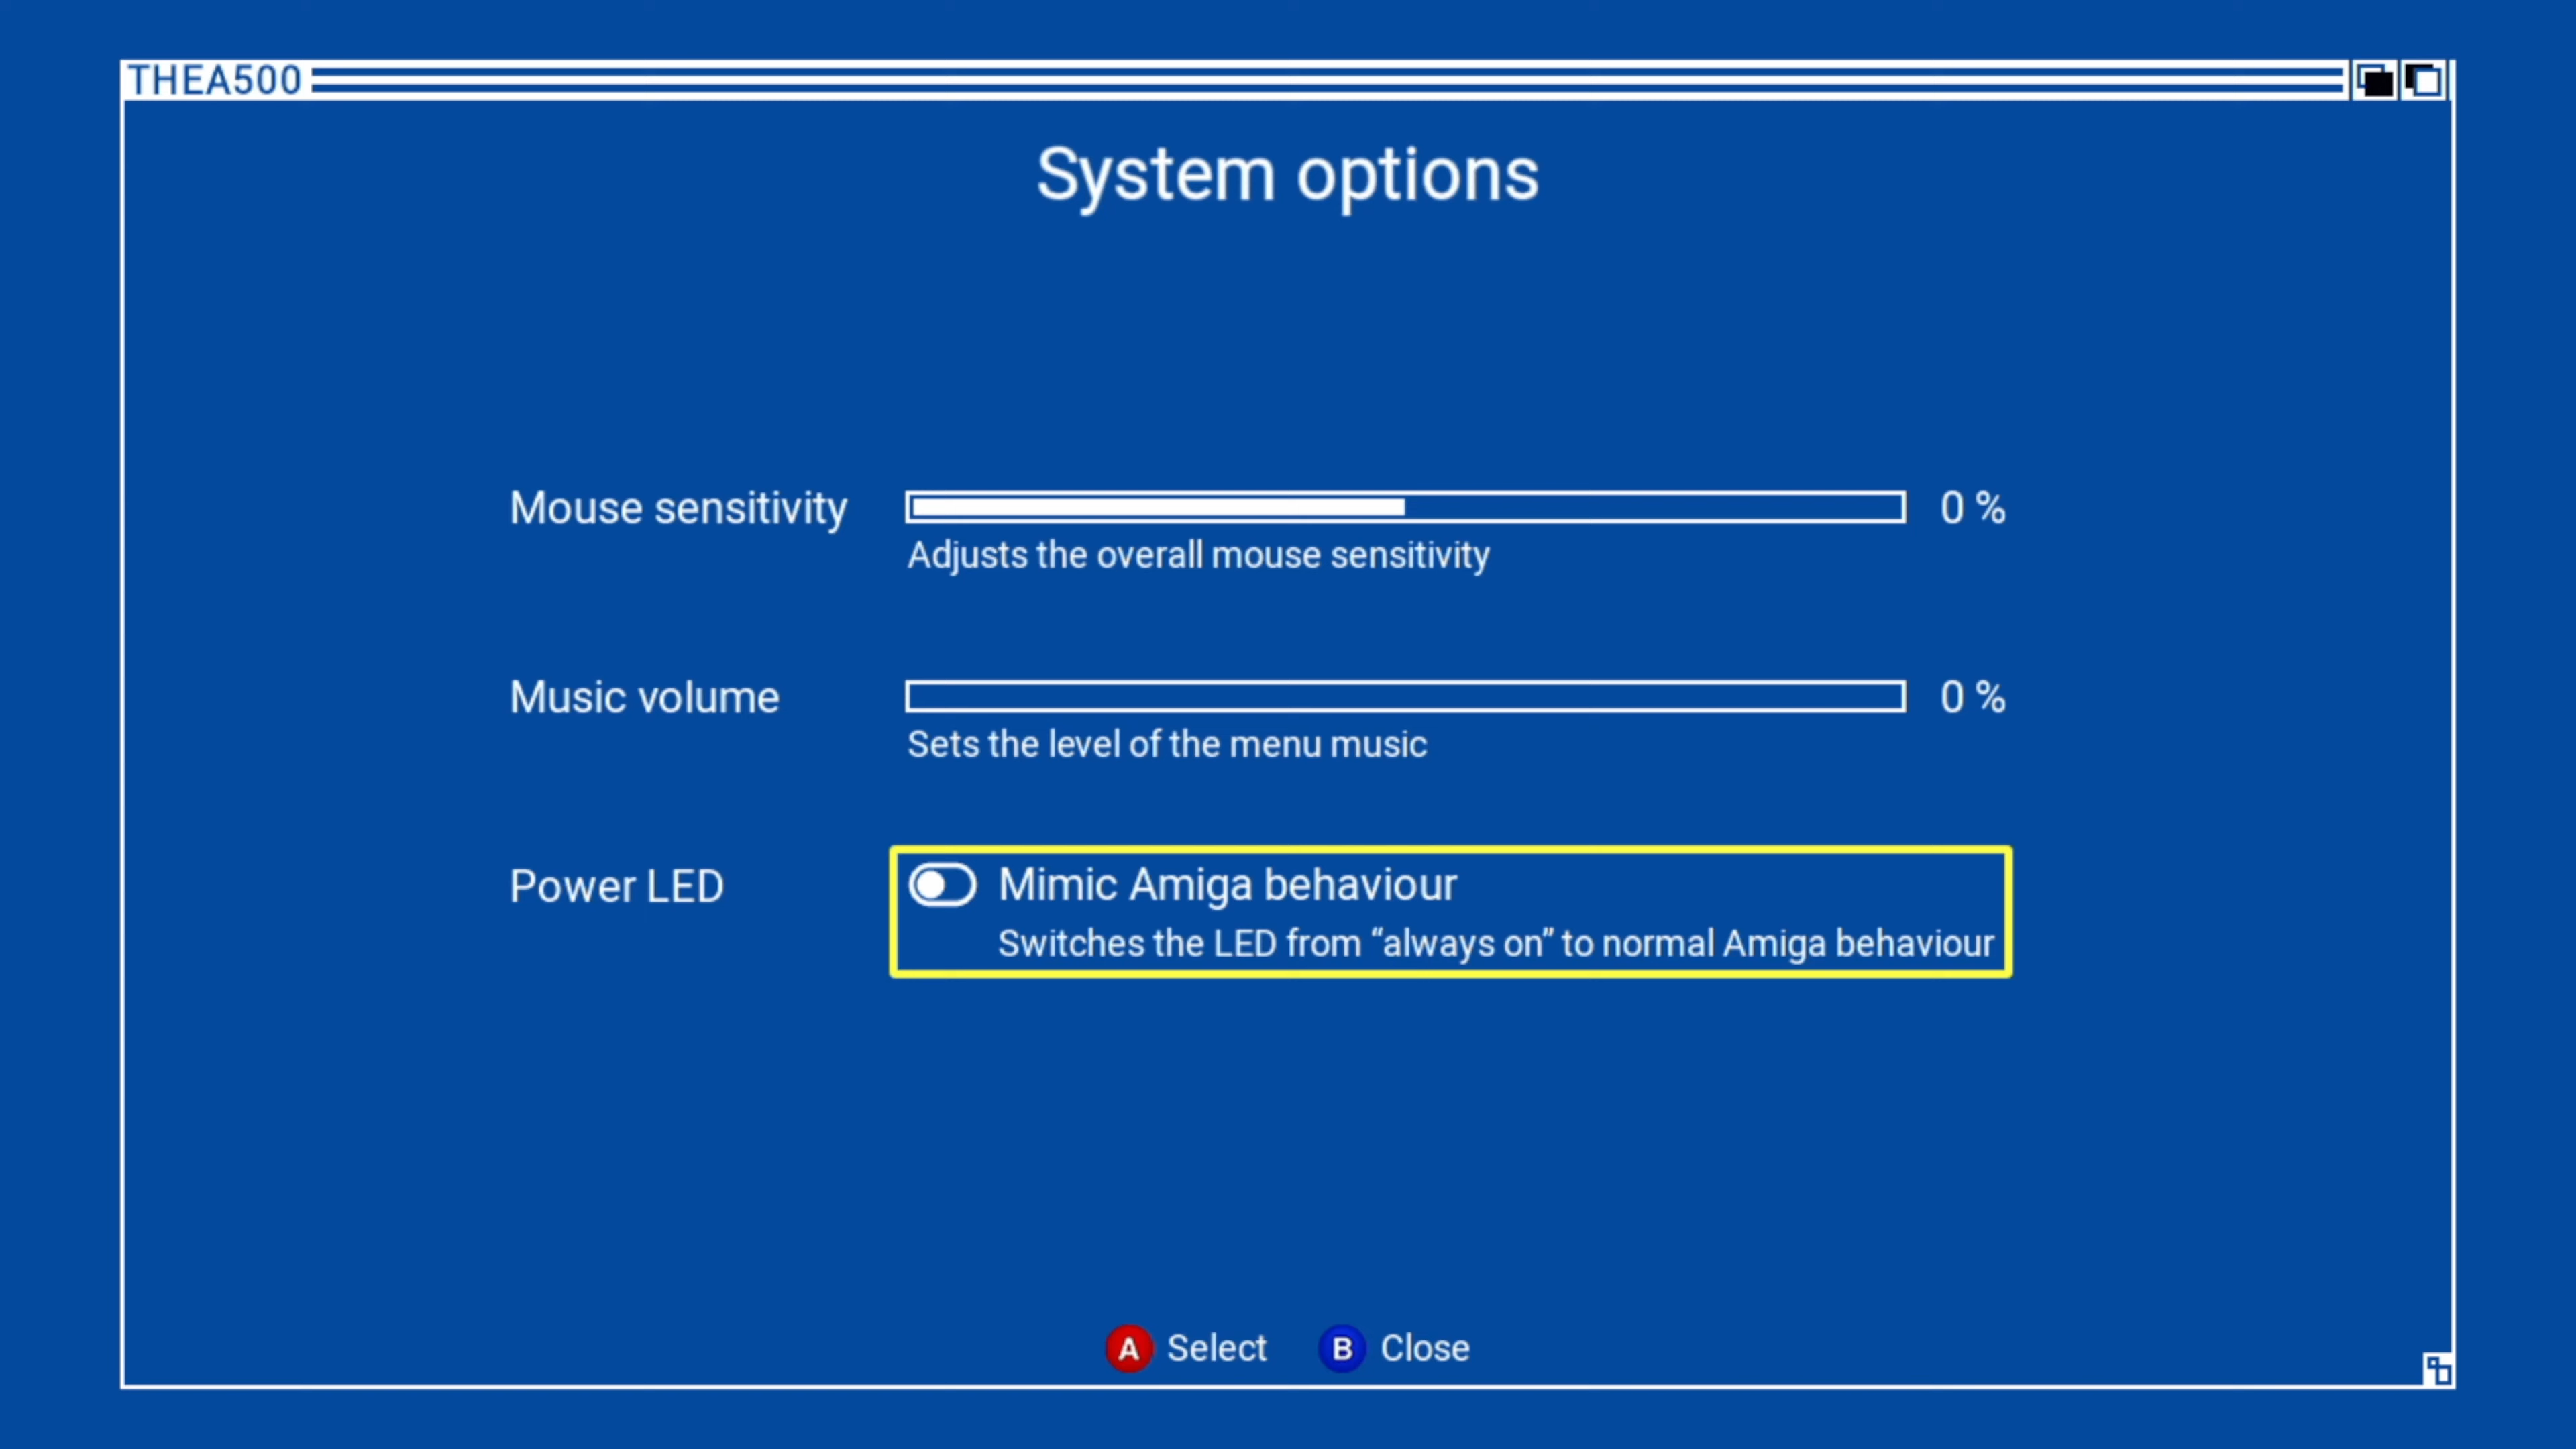 THEA500
System options
Mouse sensitivity 0 %
Adjusts the overall mouse sensitivity
Music volume 0 %
Sets the level of the menu music
Power LED Mimic Amiga behaviour
Switches the LED from “always on” to normal Amiga behaviour
A Select B Close